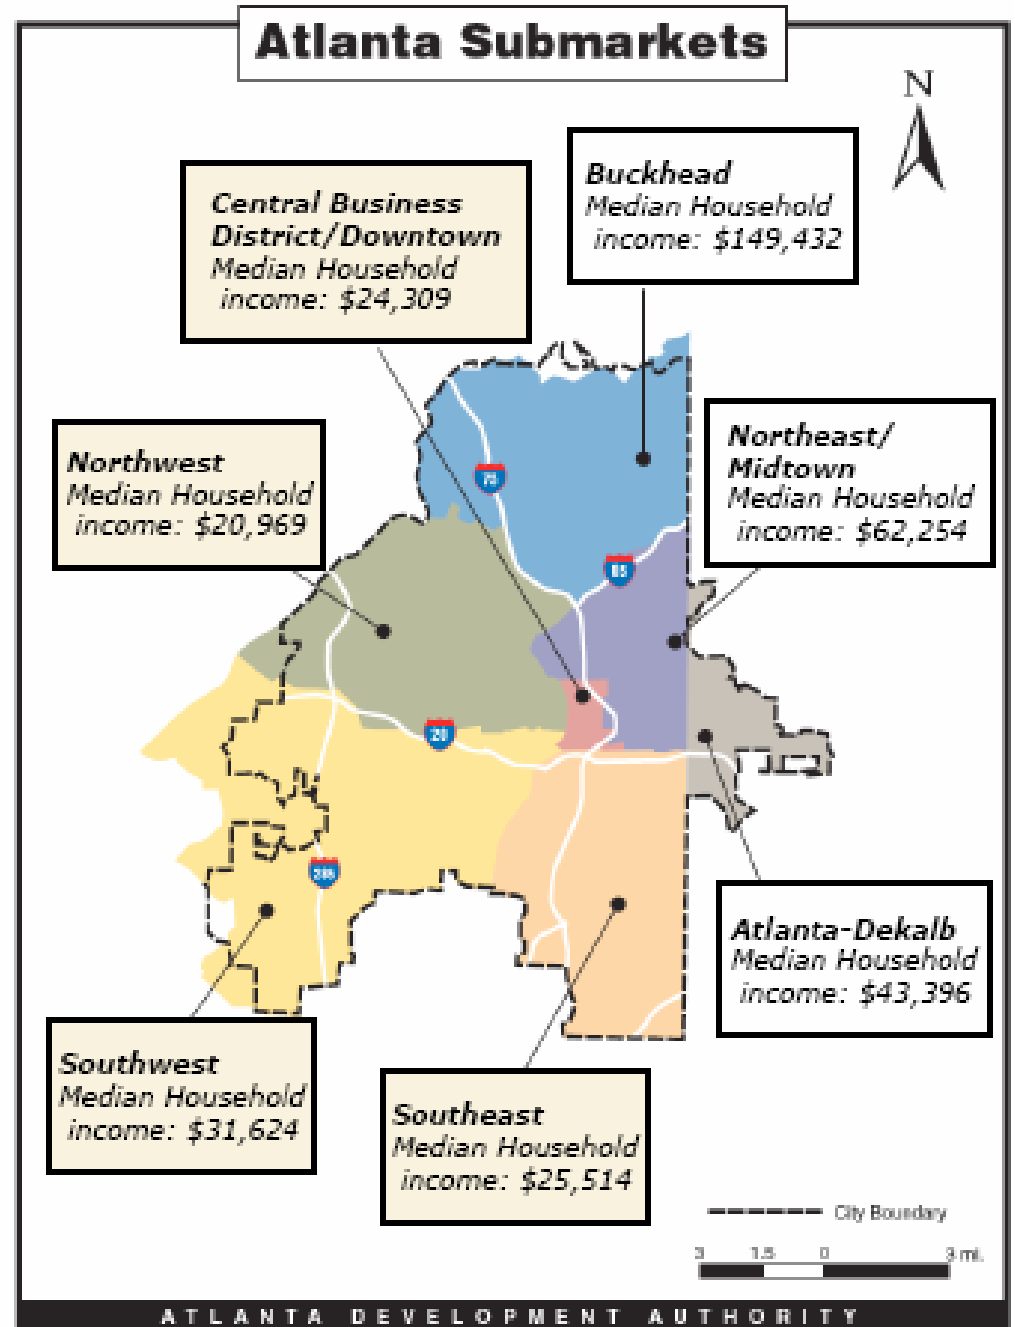 Atlanta Submarkets
N
Buckhead
Median Household
income: $149,432
Central Business
District/Downtown
Median Household
income: $24,309
Northeast/
Midtown
Median Household
income: $62,254
Northwest
Median Household
income: $20,969
75
85
20
285
Atlanta-Dekalb
Median Household
income: $43,396
Southwest
Median Household
income: $31,624
Southeast
Median Household
income: $25,514
City Boundary
3 1.5 0 3 mi.
ATLANTA DEVELOPMENT AUTHORITY